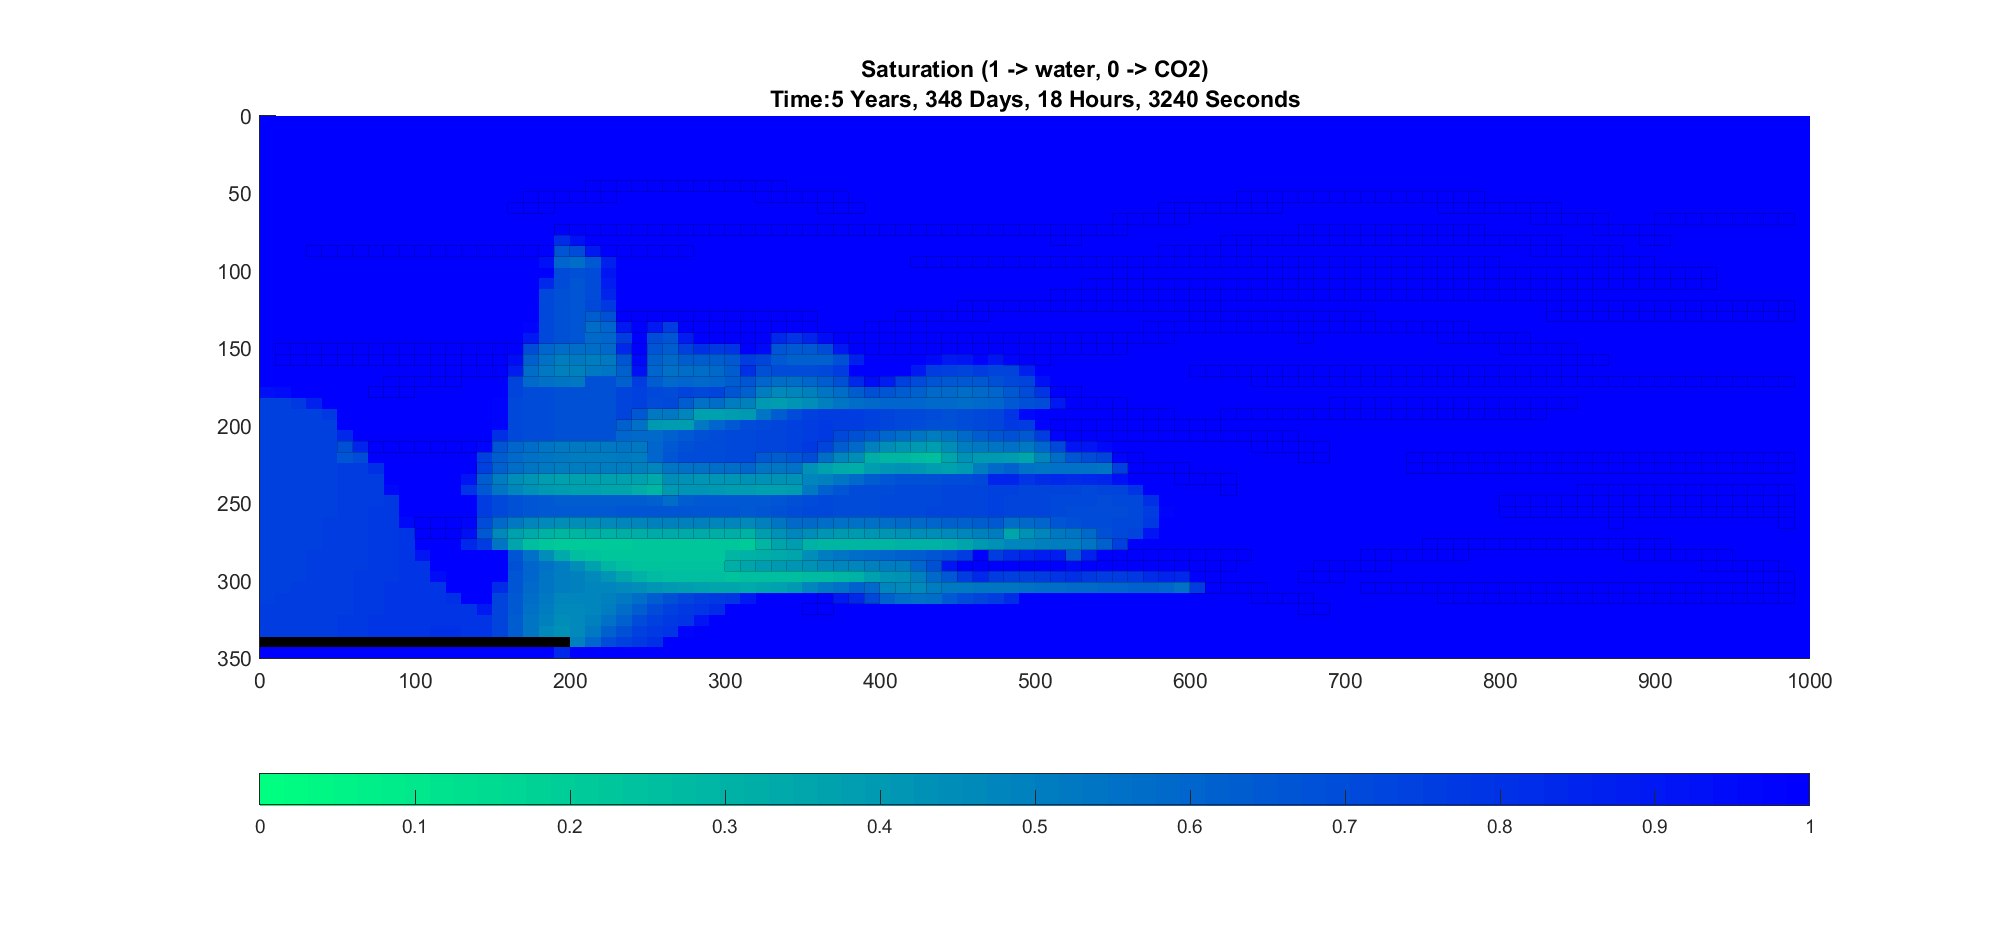 Saturation (1 -> water, 0 -> CO2)
Time:5 Years, 348 Days, 18 Hours, 3240 Seconds
0
50
100
150
200
250
300
350
0 100 200 300 400 500 600 700 800 900 1000
0 0.1 0.2 0.3 0.4 0.5 0.6 0.7 0.8 0.9 1